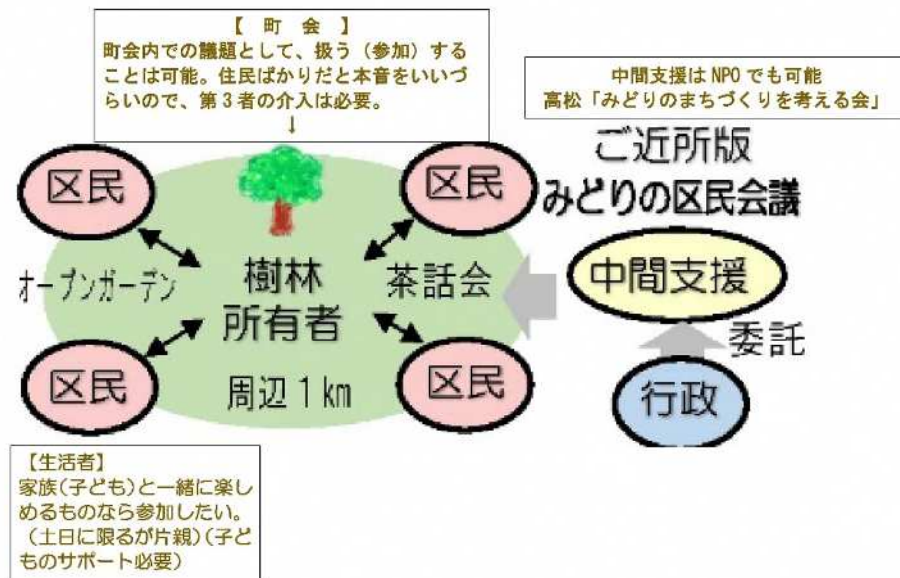 【 町 会 】
町会内での議題として、扱う（参加）する
ことは可能。住民ばかりだと本音をいいづ
らいので、第3者の介入は必要。
↓
中間支援は NPO でも可能
高松「みどりのまちづくりを考える会」
ご近所版
みどりの区民会議
区民
区民
オープンガーデン
樹林
所有者
茶話会
中間支援
委託
区民
周辺1km
区民
行政
【生活者】
家族(子ども)と一緒に楽し
めるものなら参加したい。
（土日に限るが片親）(子ど
ものサポート必要）